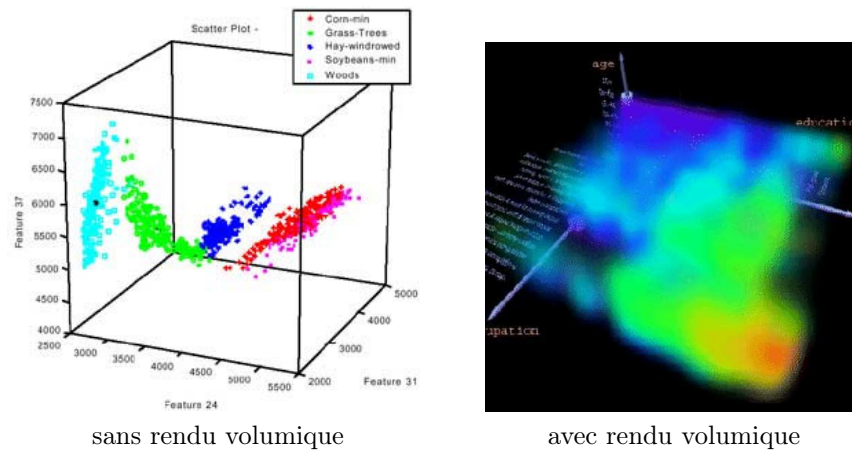 Scatter Plot -
Corn-min
Grass-Trees
Hay-windrowed
Soybeans-min
Woods
7500
7000
6500
6000
5500
5000
4500
4000
Feature 37
2500
3000
3500
4000
4500
5000
5500
Feature 24
2000
3000
4000
5000
Feature 31
age
educatio
upation
sans rendu volumique
avec rendu volumique